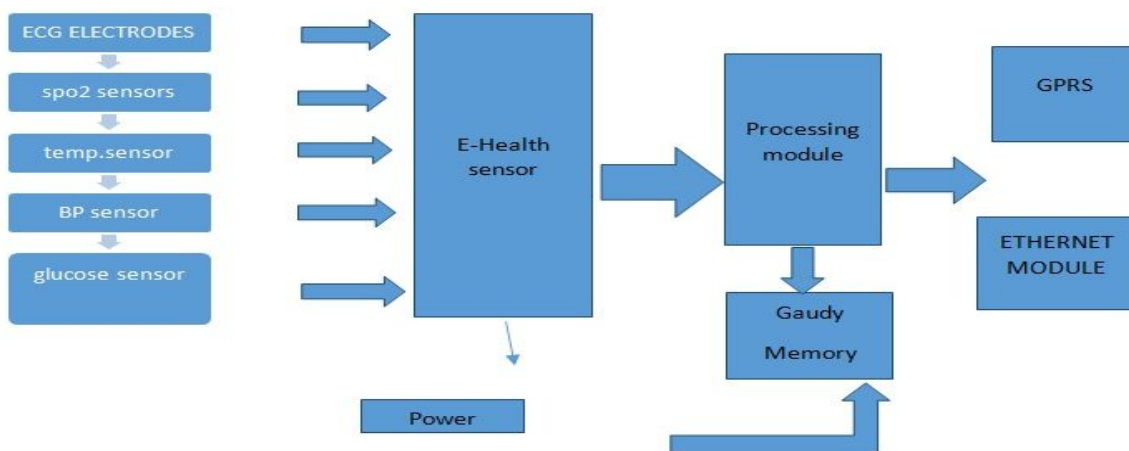 ECG ELECTRODES
spo2 sensors
temp.sensor
BP sensor
glucose sensor
E-Health
sensor
Processing
module
GPRS
ETHERNET
MODULE
Gaudy
Memory
Power